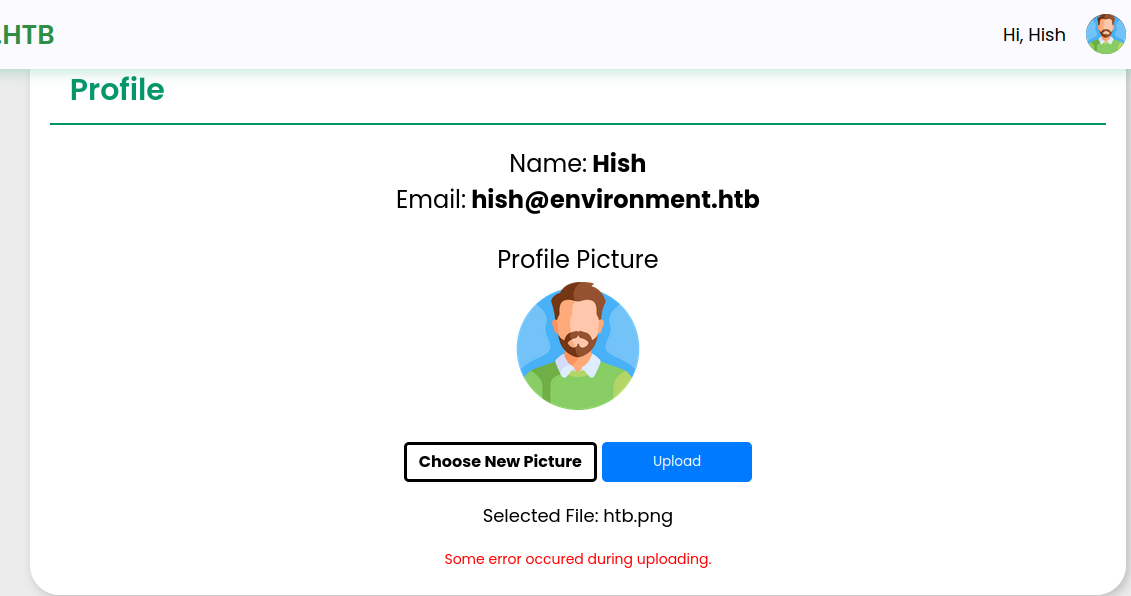 .HTB
Hi, Hish
Profile
Name: Hish
Email: hish@environment.htb
Profile Picture
Choose New Picture
Upload
Selected File: htb.png
Some error occured during uploading.